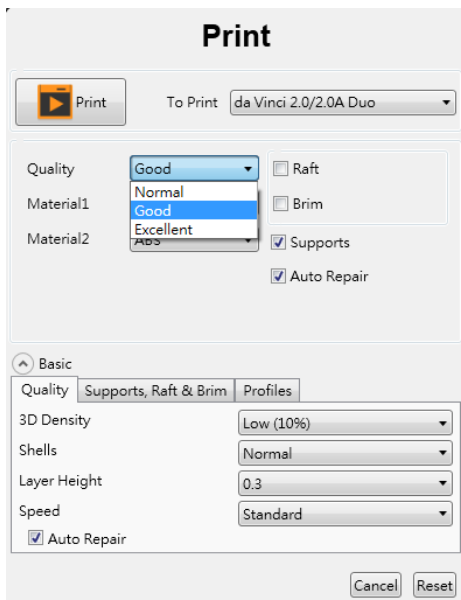 Print
Print To Print da Vinci 2.0/2.0A Duo
Quality Good Raft
Normal
Material1 Good Brim
Excellent
Material2 ABS Supports
Auto Repair
Basic
Quality Supports, Raft & Brim Profiles
3D Density Low (10%)
Shells Normal
Layer Height 0.3
Speed Standard
Auto Repair
Cancel Reset